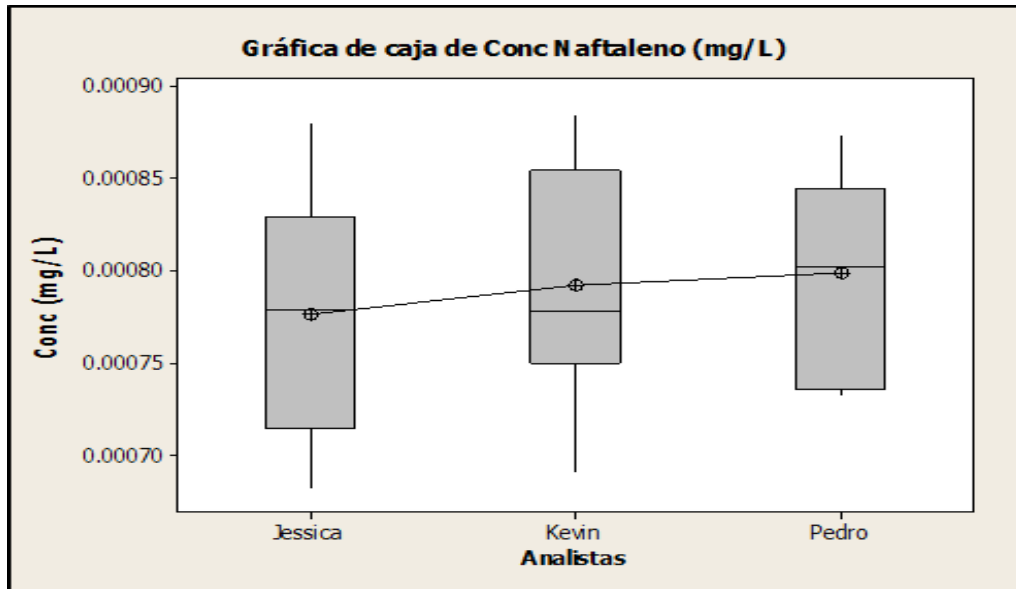 Gráfica de caja de Conc Naftaleno (mg/L)
Conc (mg/L)
0.00090
0.00085
0.00080
0.00075
0.00070
Jessica Kevin Pedro
Analistas